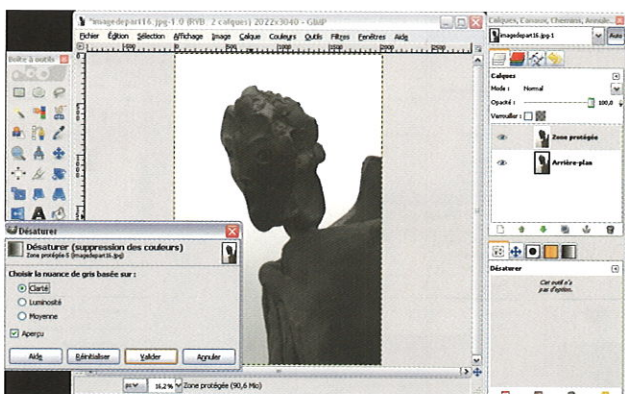 *imagedepart16.jpg-1.0 (RVB, 2 calques) 2022x3040 – GIMP
Fichier Édition Sélection Affichage Image Calque Couleurs Outils Filtres Fenêtres Aide
Boîte à outils
Calques, Canaux, Chemins, Annule...
imagedepart16.jpg-1
Auto
Calques
Mode : Normal
Opacité : 100,0
Verrouiller :
Zone protégée
Arrière-plan
Désaturer
Cet outil n'a
pas d'option.
Désaturer
Désaturer (suppression des couleurs)
Zone protégée-5 (imagedepart16.jpg)
Choisir la nuance de gris basée sur :
Clarté
Luminosité
Moyenne
Aperçu
Aide Réinitialiser Valider Annuler
px 16,2% Zone protégée (90,6 Mio)